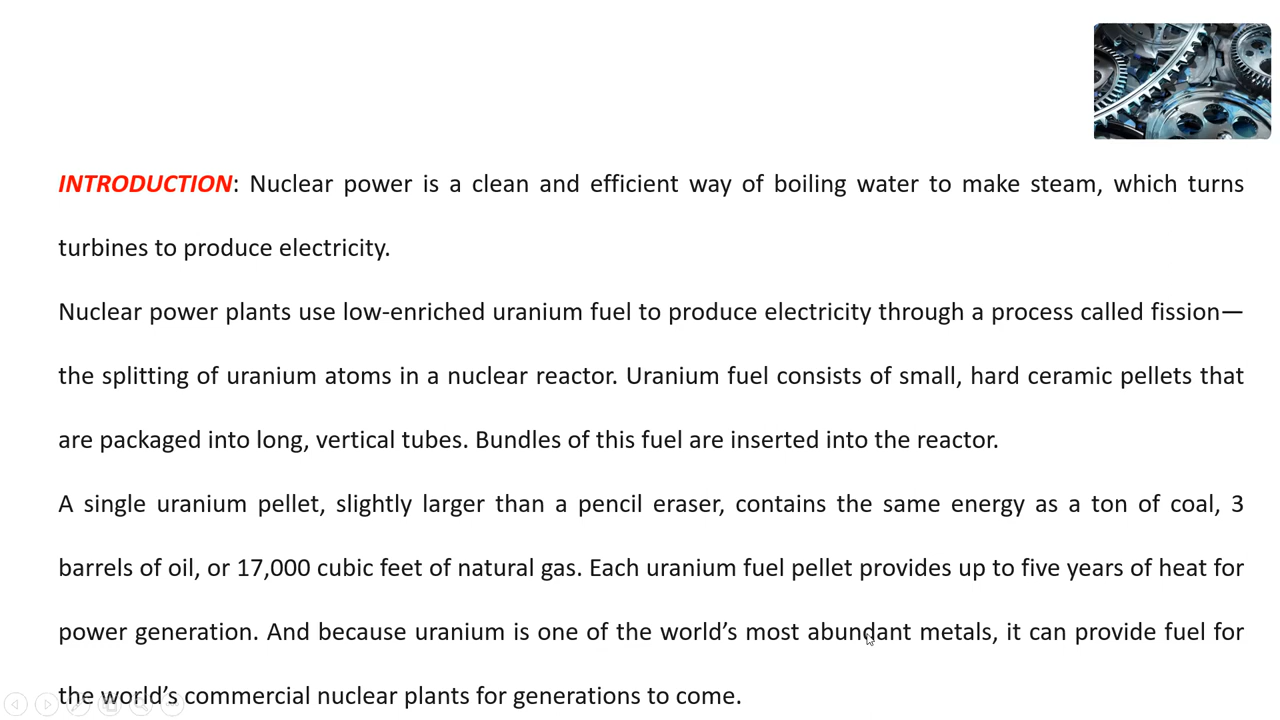 INTRODUCTION: Nuclear power is a clean and efficient way of boiling water to make steam, which turns
turbines to produce electricity.
Nuclear power plants use low-enriched uranium fuel to produce electricity through a process called fission—
the splitting of uranium atoms in a nuclear reactor. Uranium fuel consists of small, hard ceramic pellets that
are packaged into long, vertical tubes. Bundles of this fuel are inserted into the reactor.
A single uranium pellet, slightly larger than a pencil eraser, contains the same energy as a ton of coal, 3
barrels of oil, or 17,000 cubic feet of natural gas. Each uranium fuel pellet provides up to five years of heat for
power generation. And because uranium is one of the world’s most abundant metals, it can provide fuel for
the world’s commercial nuclear plants for generations to come.